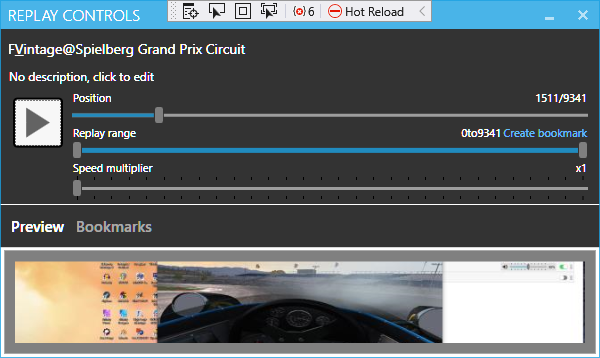 REPLAY CONTROLS
6
Hot Reload
FVintage@Spielberg Grand Prix Circuit
No description, click to edit
Position 1511/9341
Replay range 0to9341 Create bookmark
Speed multiplier x1
Preview Bookmarks